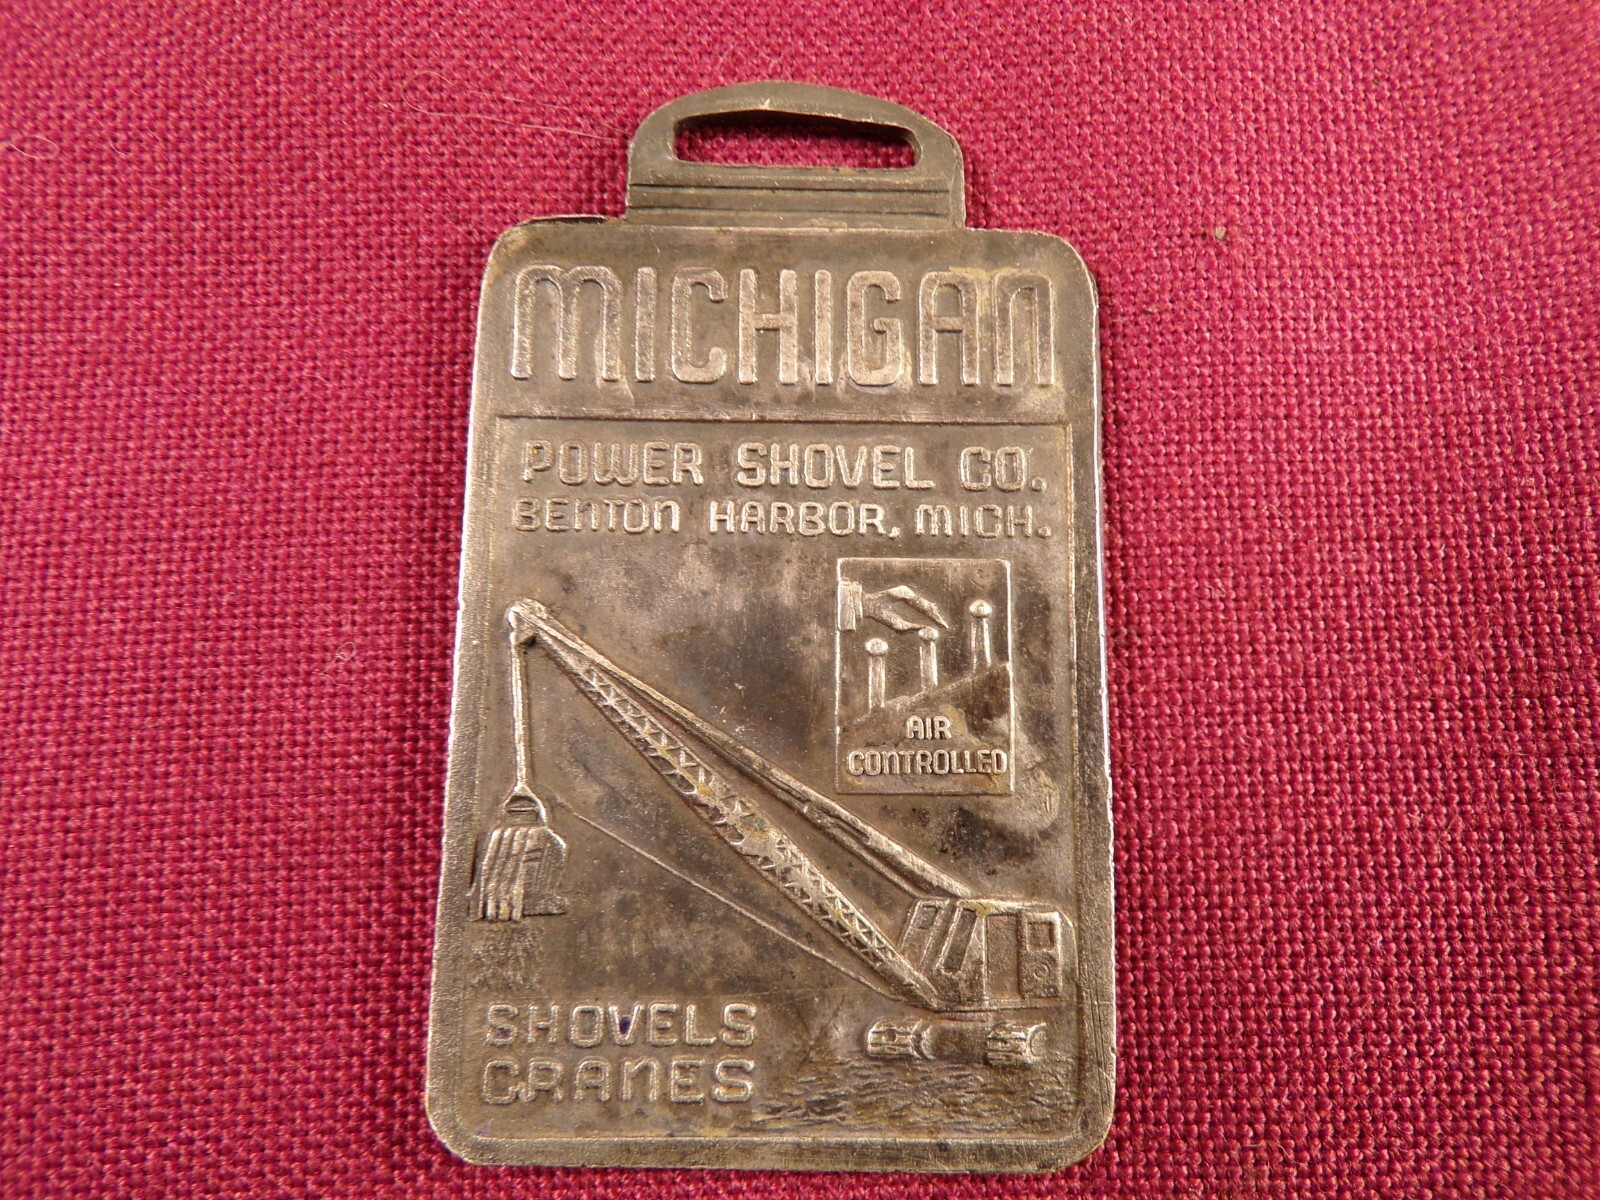 MICHIGAN
POWER SHOVEL CO.
BENTON HARBOR, MICH.
AIR
CONTROLLED
SHOVELS
CRANES